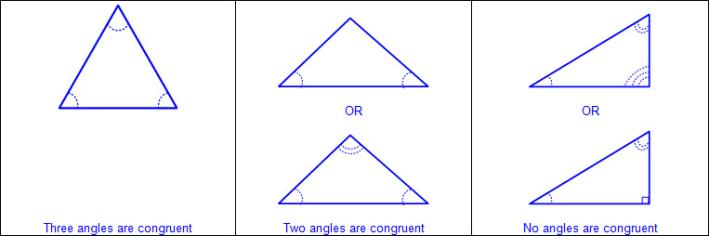 OR
OR
Three angles are congruent
Two angles are congruent
No angles are congruent